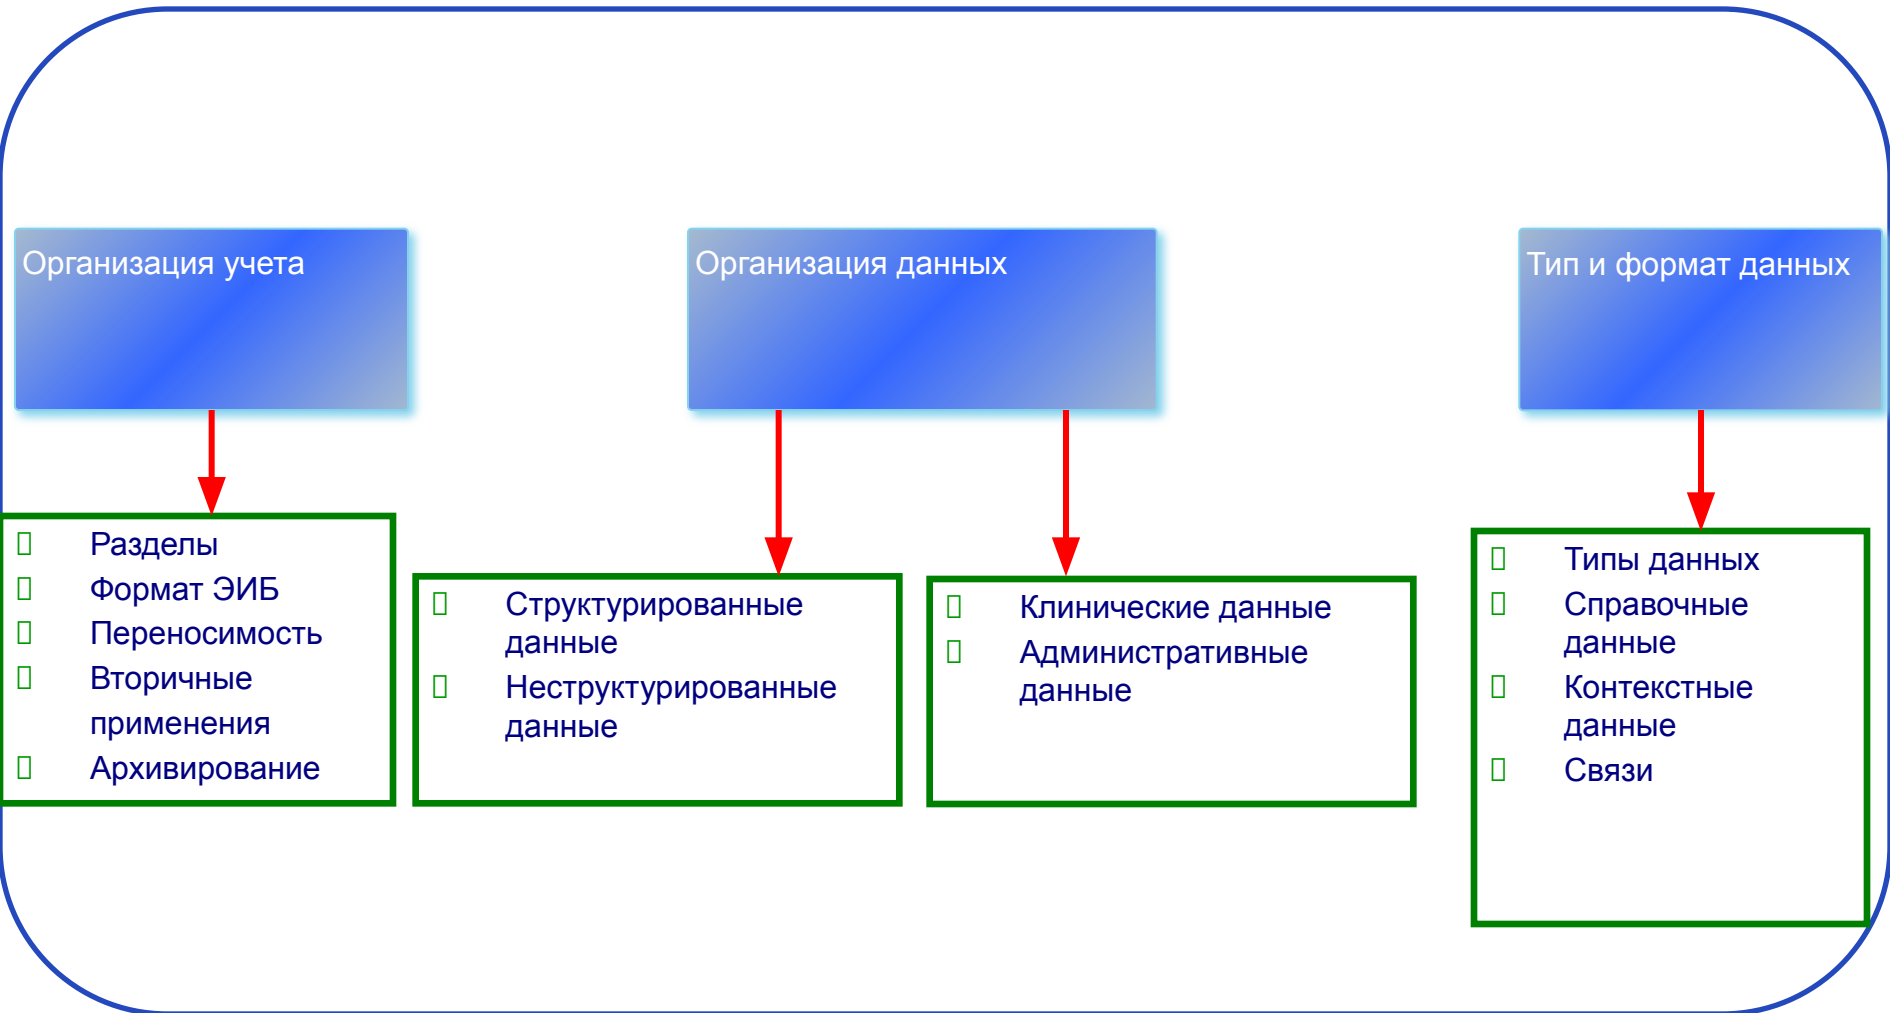 Организация учета
Организация данных
Тип и формат данных
Разделы
Формат ЭИБ
Переносимость
Вторичные
применения
Архивирование
Структурированные
данные
Неструктурированные
данные
Клинические данные
Административные
данные
Типы данных
Справочные
данные
Контекстные
данные
Связи